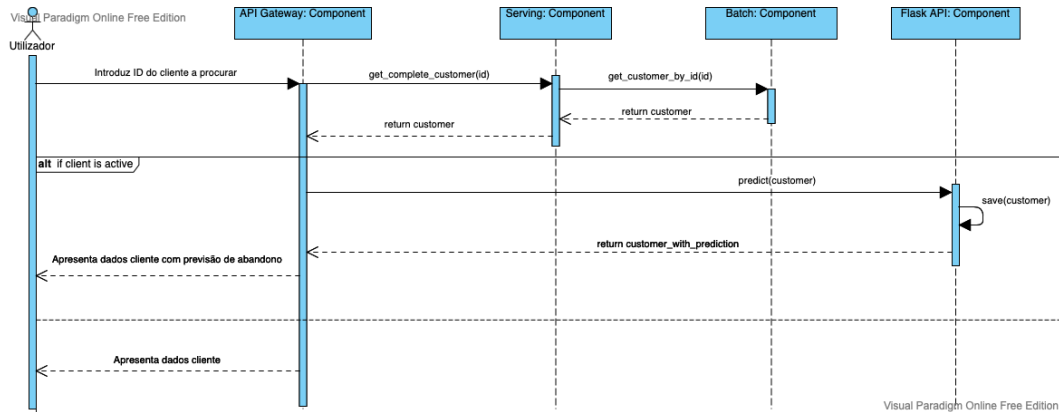 Visual Paradigm Online Free Edition
API Gateway: Component
Serving: Component
Batch: Component
Flask API: Component
Utilizador
Introduz ID do cliente a procurar
get_complete_customer(id)
get_customer_by_id(id)
return customer
return customer
alt if client is active
predict(customer)
save(customer)
return customer_with_prediction
Apresenta dados cliente com previsão de abandono
Apresenta dados cliente
Visual Paradigm Online Free Edition